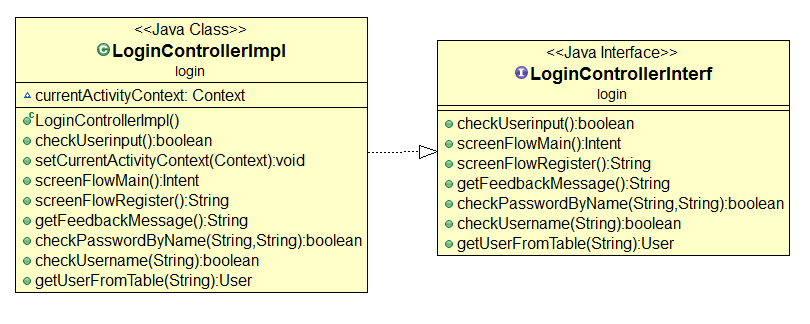 <<Java Class>>
LoginControllerImpl
login
currentActivityContext: Context
LoginControllerImpl()
checkUserinput():boolean
setCurrentActivityContext(Context):void
screenFlowMain():Intent
screenFlowRegister():String
getFeedbackMessage():String
checkPasswordByName(String,String):boolean
checkUsername(String):boolean
getUserFromTable(String):User
<<Java Interface>>
LoginControllerInterf
login
checkUserinput():boolean
screenFlowMain():Intent
screenFlowRegister():String
getFeedbackMessage():String
checkPasswordByName(String,String):boolean
checkUsername(String):boolean
getUserFromTable(String):User